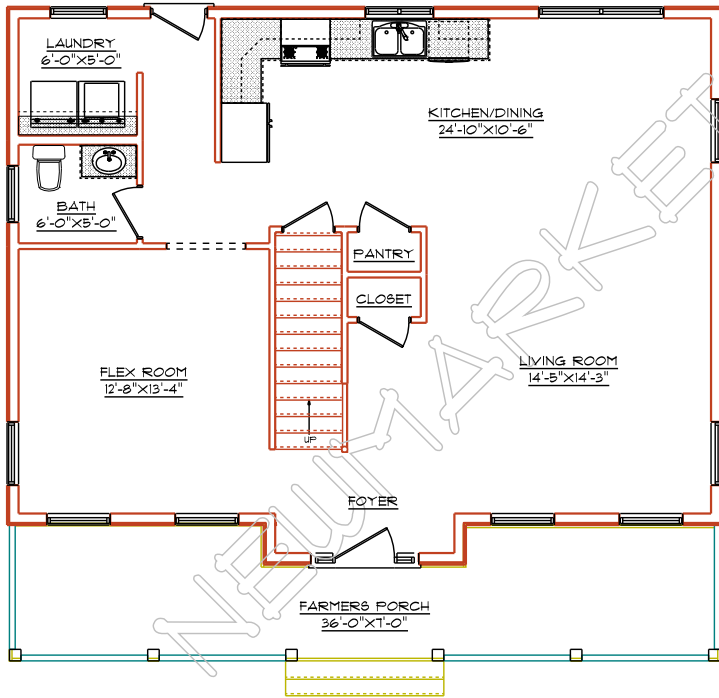 LAUNDRY
6'-0"X5'-0"
KITCHEN/DINING
24'-10"X10'-6"
BATH
6'-0"X5'-0"
PANTRY
CLOSET
FLEX ROOM
12'-8"X13'-4"
LIVING ROOM
14'-5"X14'-3"
UP
FOYER
FARMERS PORCH
36'-0"X7'-0"
NEWMARKET